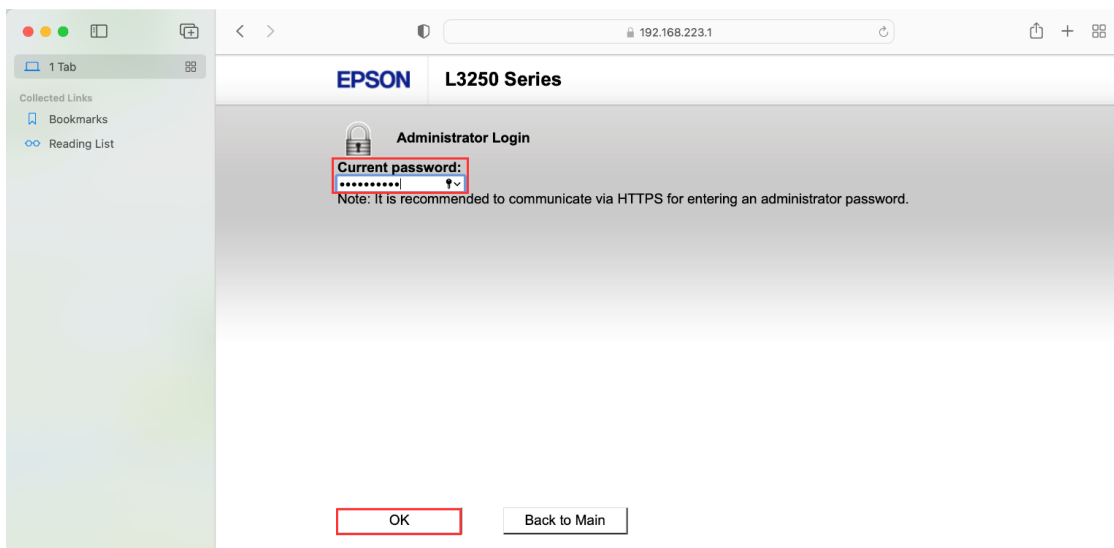 192.168.223.1
1 Tab
Collected Links
Bookmarks
Reading List
EPSON L3250 Series
Administrator Login
Current password:
••••••••••
Note: It is recommended to communicate via HTTPS for entering an administrator password.
OK Back to Main